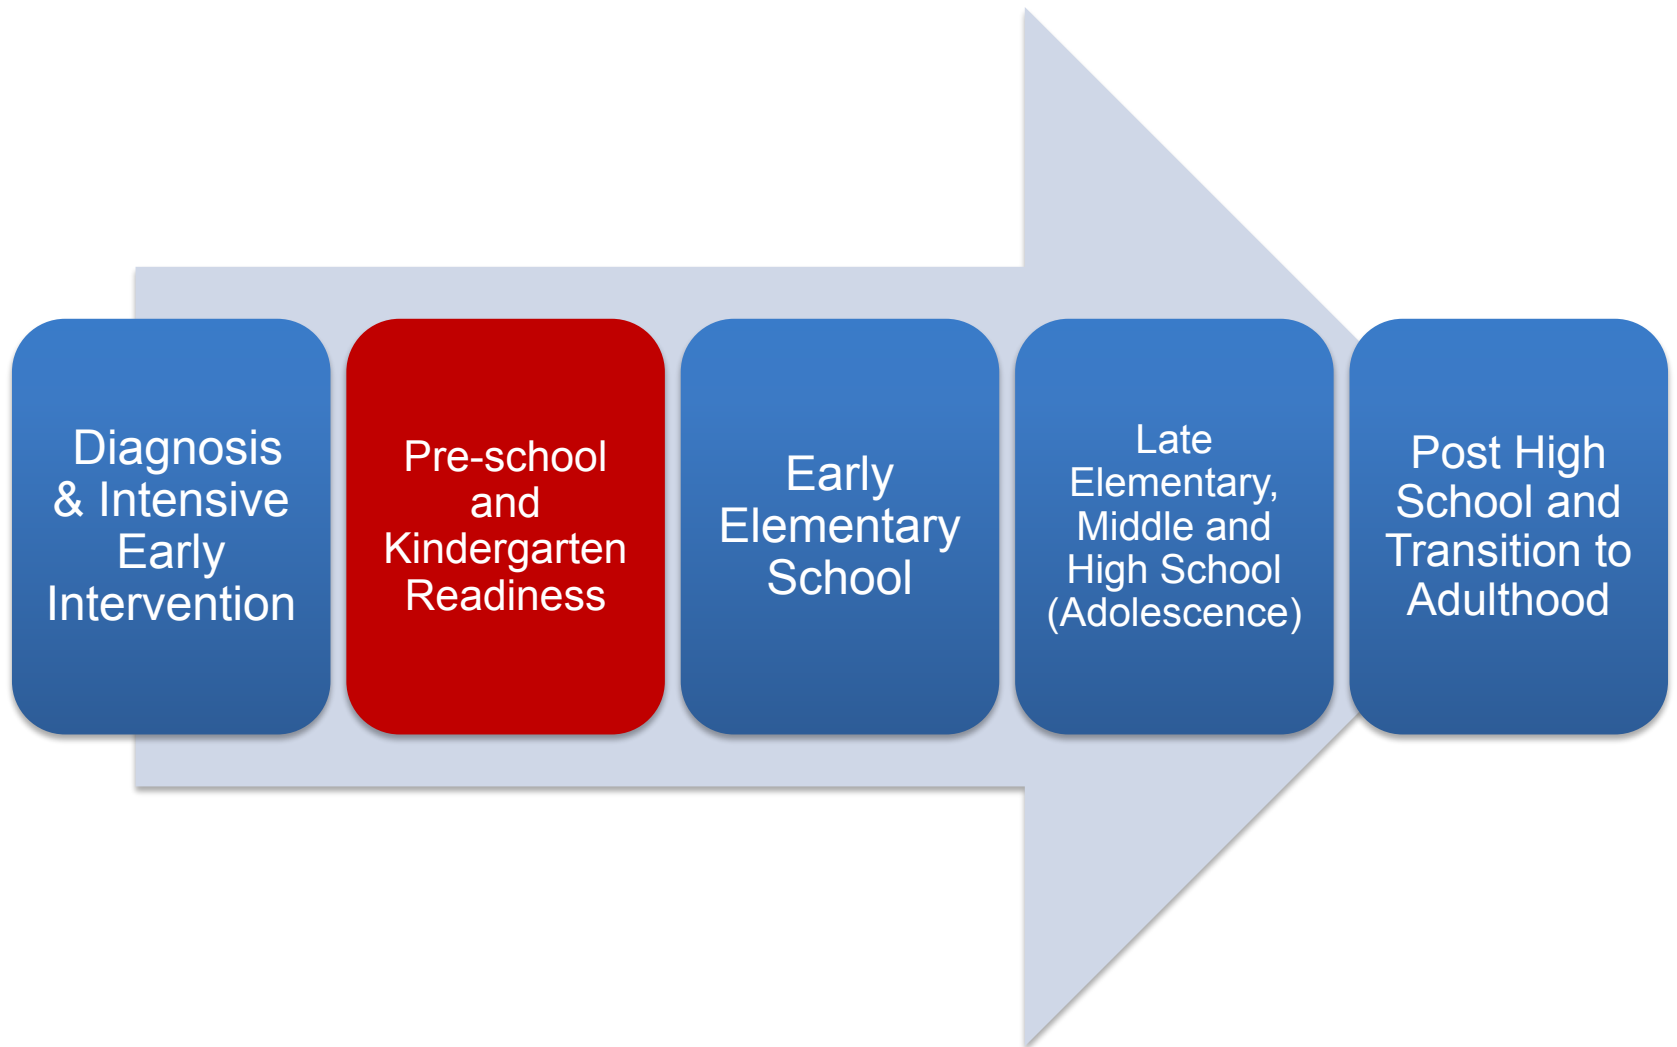 Diagnosis
& Intensive
Early
Intervention
Pre-school
and
Kindergarten
Readiness
Early
Elementary
School
Late
Elementary,
Middle and
High School
(Adolescence)
Post High
School and
Transition to
Adulthood